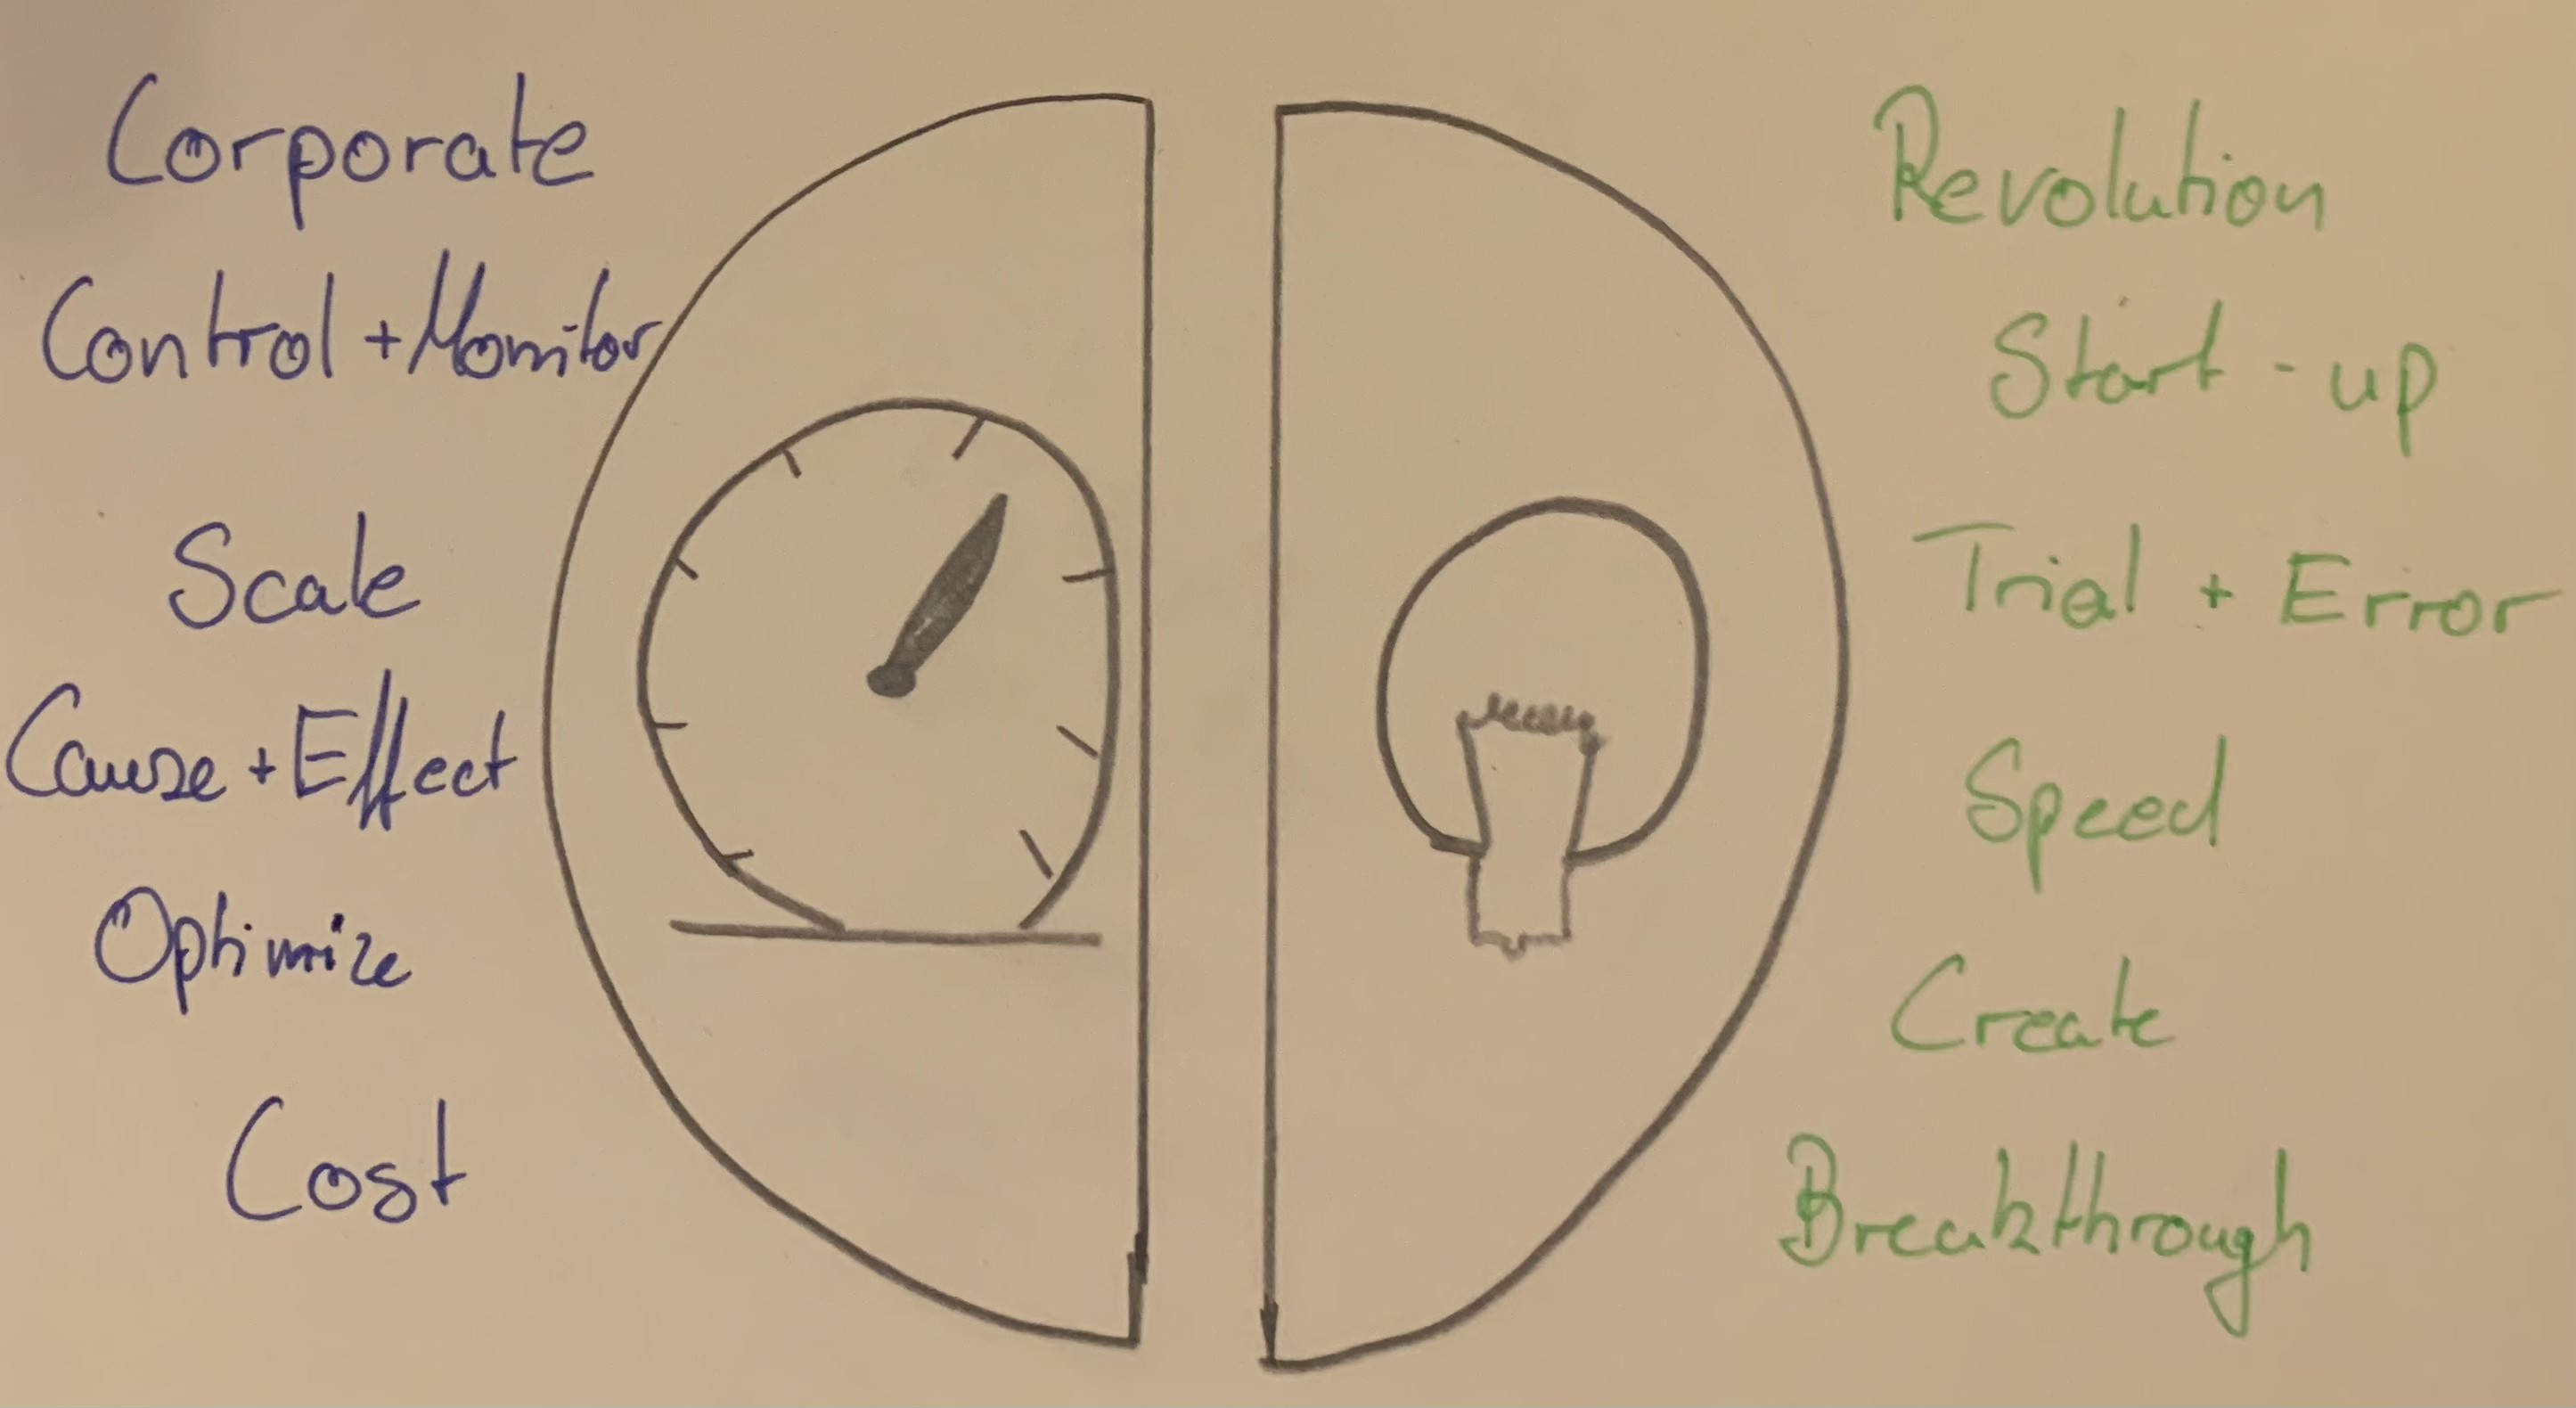 Corporate
Control + Monitor
Scale
Cause + Effect
Optimize
Cost
Revolution
Start-up
Trial + Error
Speed
Create
Breakthrough